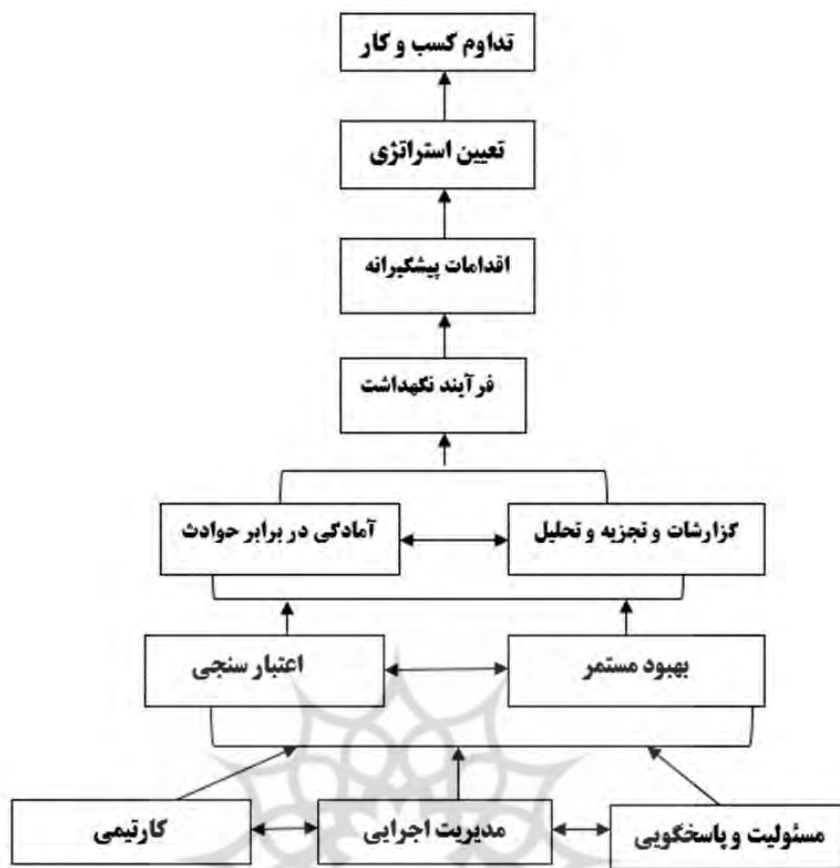 تداوم کسب و کار
تعیین استراتژی
اقدامات پیشگیرانه
فرآیند نگهداشت
گزارشات و تجزیه و تحلیل
آمادگی در برابر حوادث
بهبود مستمر
اعتبار سنجی
مسئولیت و پاسخگویی
مدیریت اجرایی
کارتیمی